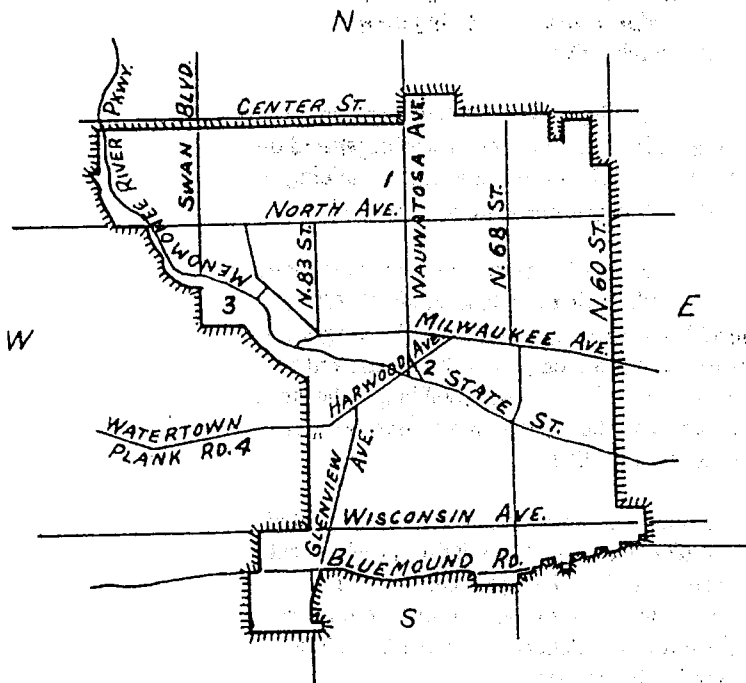 N
PKWY.
BLVD.
CENTER ST.
RIVER
SWAN
WAUWATOSA AVE.
1
MENOMONEE
NORTH AVE.
N. 83 ST.
N. 68 ST.
N. 60 ST.
3
E
W
MILWAUKEE AVE.
HARWOOD AVE.
2
STATE ST.
WATERTOWN
PLANK RD. 4
GLENVIEW
AVE.
WISCONSIN AVE.
BLUEMOUND RD.
S